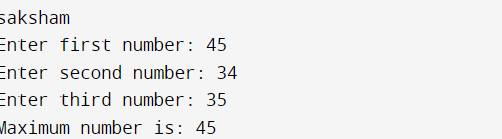 saksham
Enter first number: 45
Enter second number: 34
Enter third number: 35
Maximum number is: 45